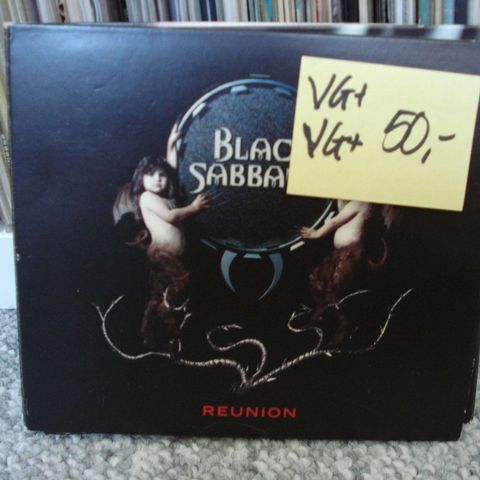 VG+
VG+ 50,-
BLAC
SABBA
REUNION